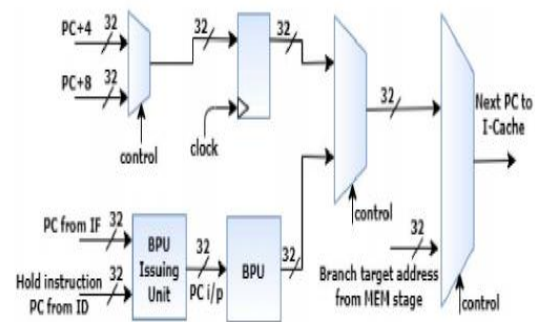 PC+4
32
PC+8
32
control
32
32
clock
32
Next PC to
I-Cache
PC from IF
32
Hold instruction
PC from ID
32
BPU
Issuing
Unit
32
PC i/p
BPU
32
control
32
Branch target address
from MEM stage
control